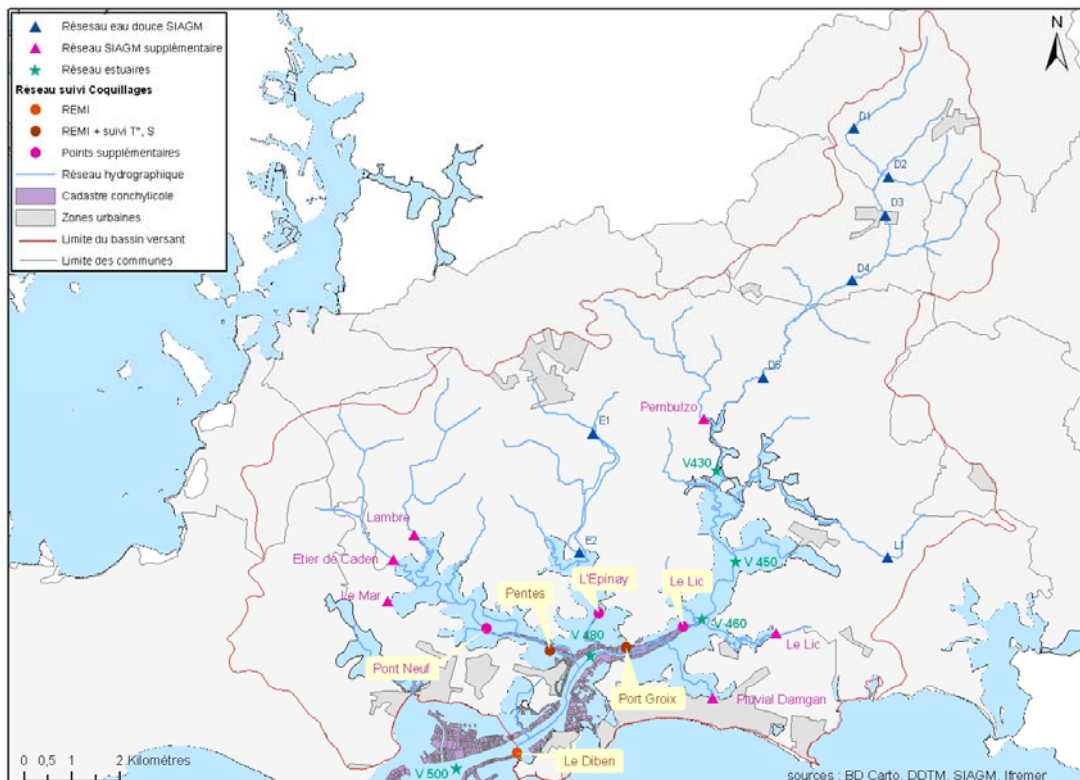 Résesau eau douce SIAGM
Réseau SIAGM supplémentaire
Réseau estuaires
Réseau suivi Coquillages
REMI
REMI + suivi T°, S
Points supplémentaires
Réseau hydrographique
Cadastre conchylicole
Zones urbaines
Limite du bassin versant
Limite des communes
N
D1
D2
D3
D4
D5
Pembulzo
E1
V430
Lambre
E2
L1
Etier de Caden
V 450
L'Epinay
Le Lic
Pentes
Le Mar
V 460
V 480
Le Lic
Pont Neuf
Port Groix
Pluvial Damgan
Le Diben
V 500
0 0,5 1 2 Kilomètres
sources : BD Carto, DDTM, SIAGM, Ifremer